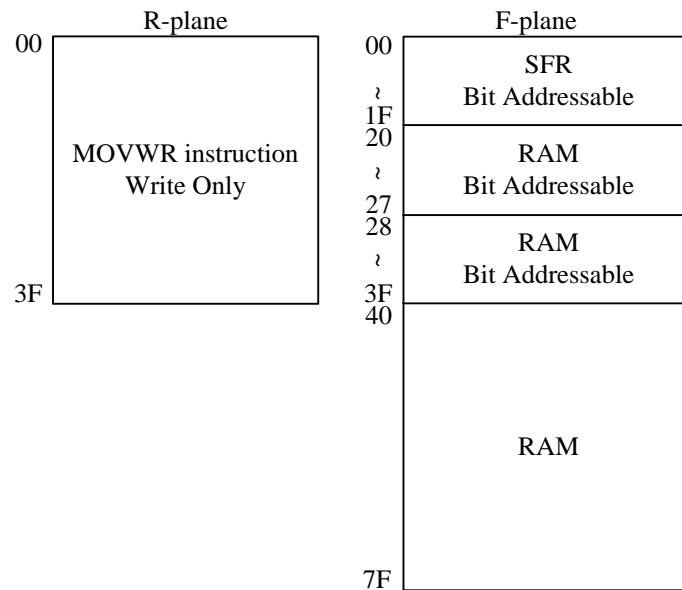 R-plane
00
MOVWR instruction
Write Only
3F
F-plane
00
SFR
~
Bit Addressable
1F
20
RAM
~
Bit Addressable
27
28
RAM
~
Bit Addressable
3F
40
RAM
7F